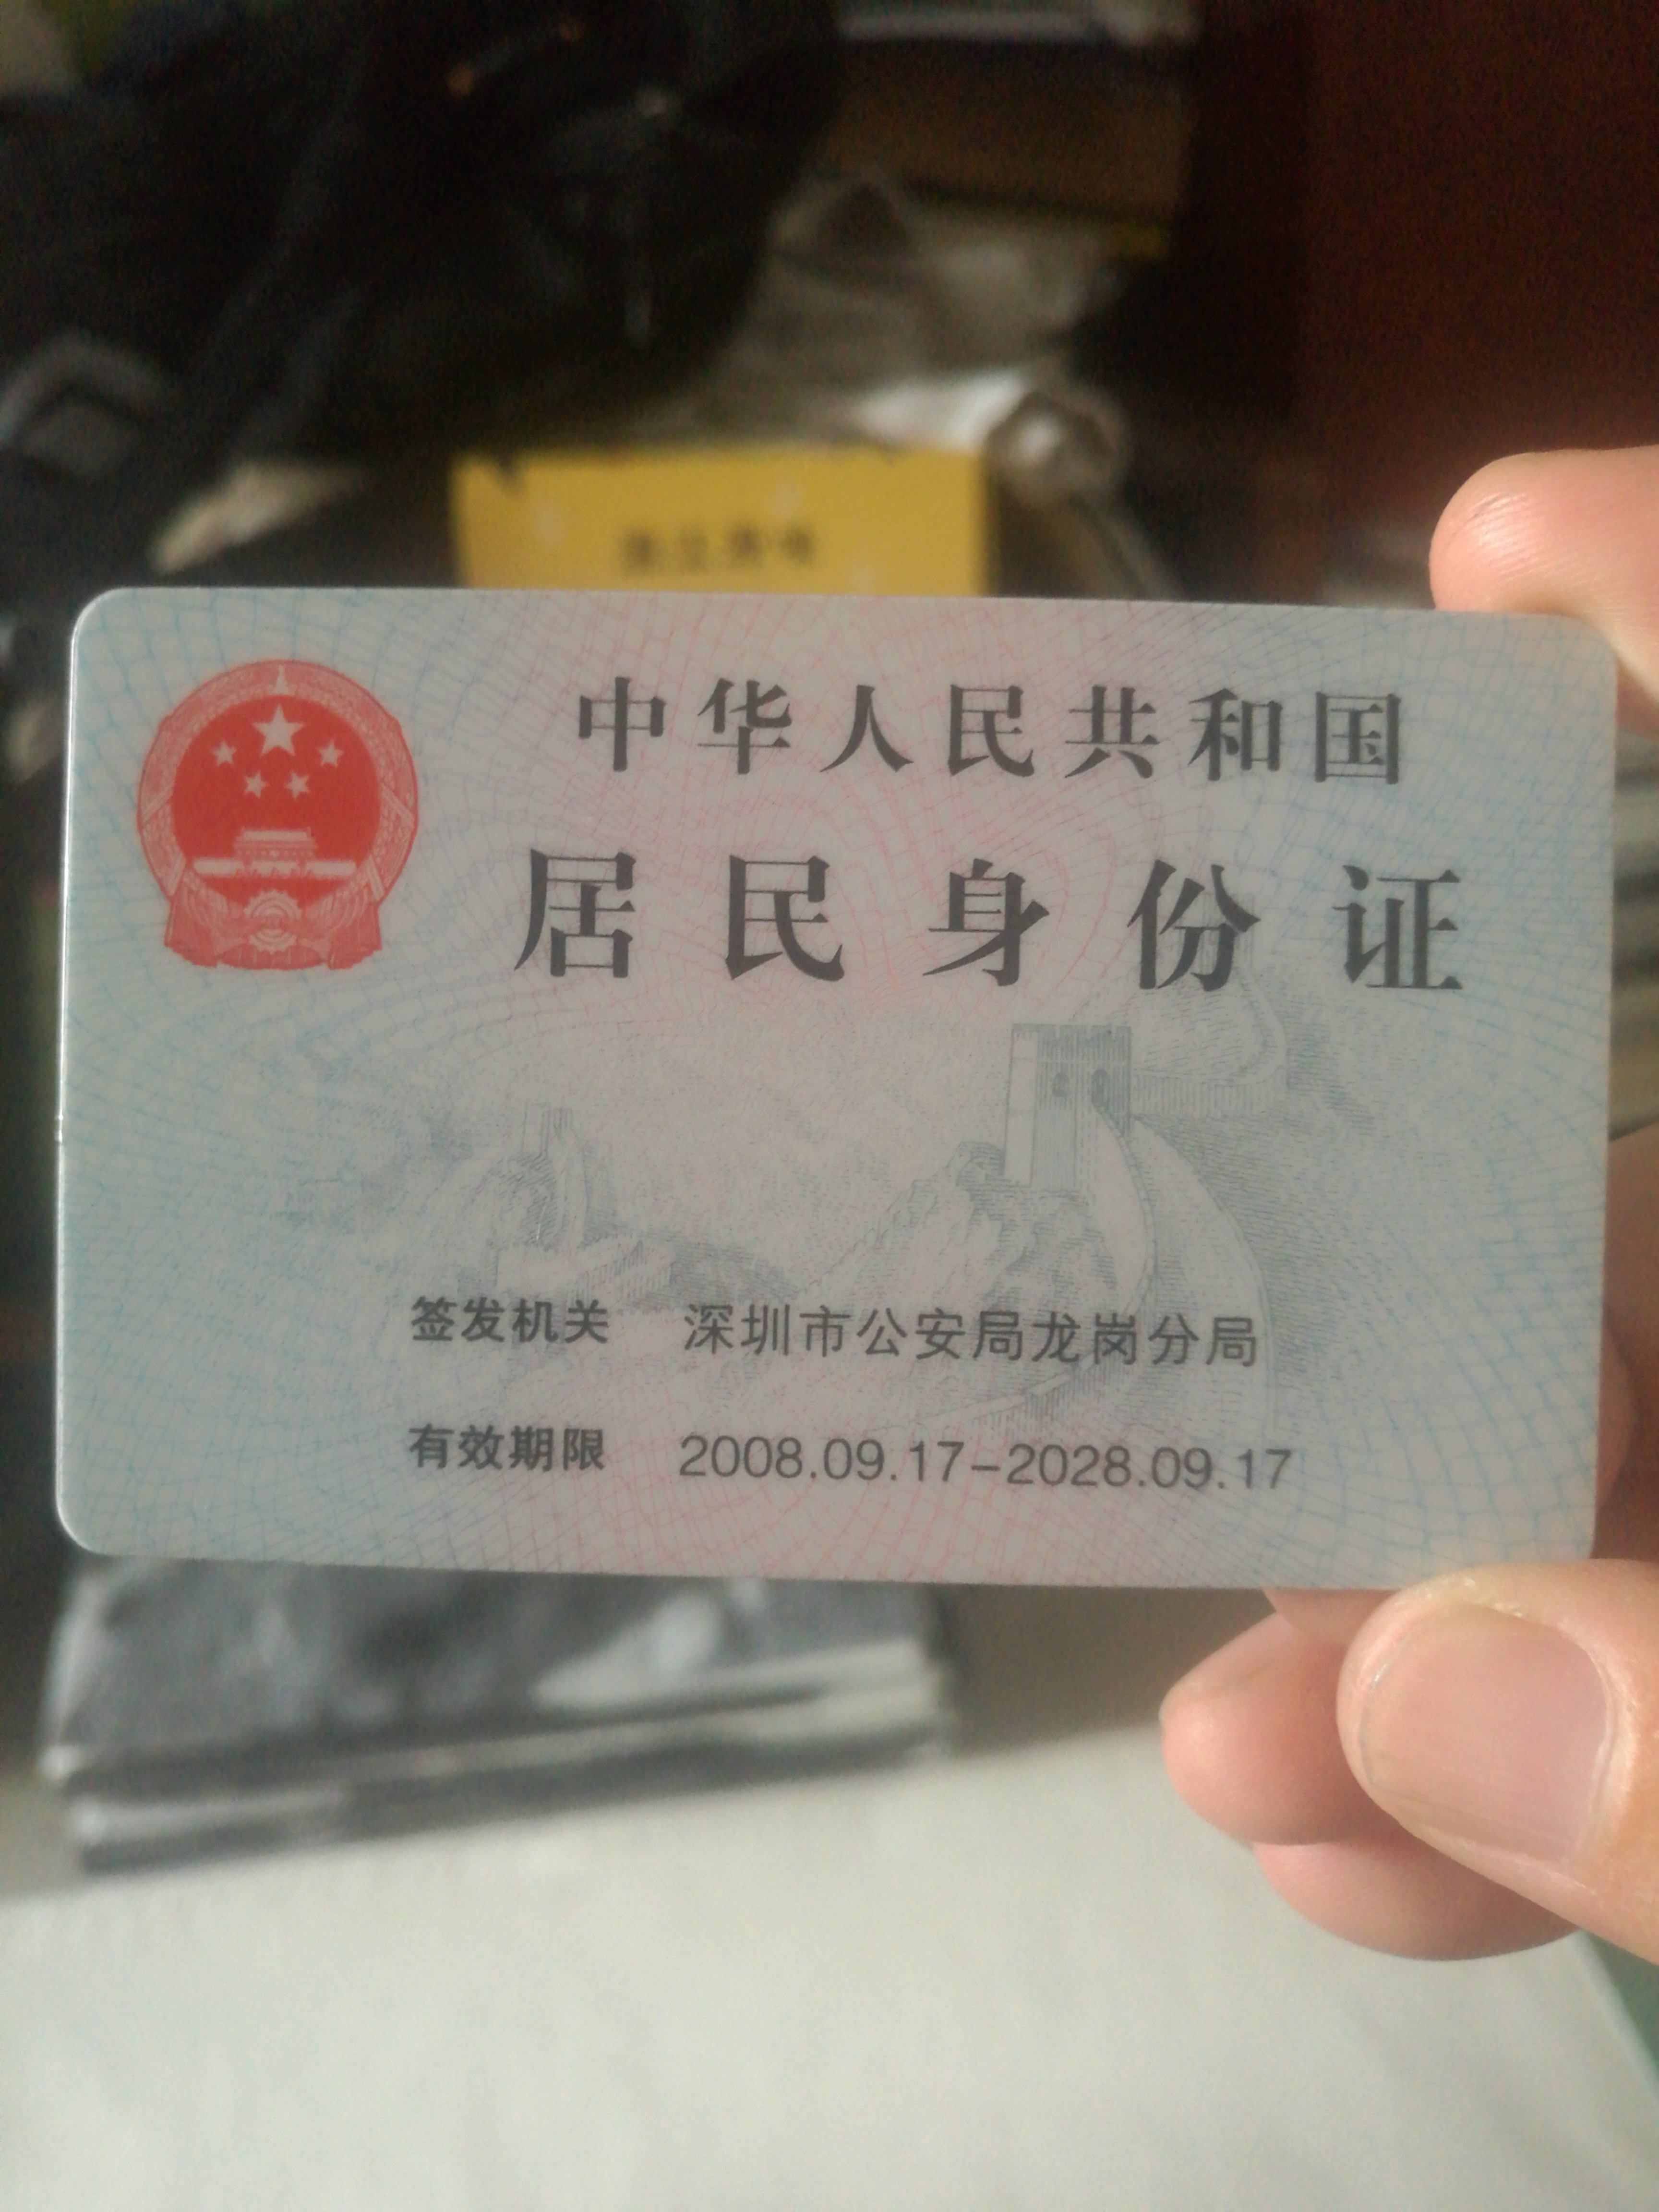 中华人民共和国
居民身份证
签发机关 深圳市公安局龙岗分局
有效期限 2008.09.17-2028.09.17